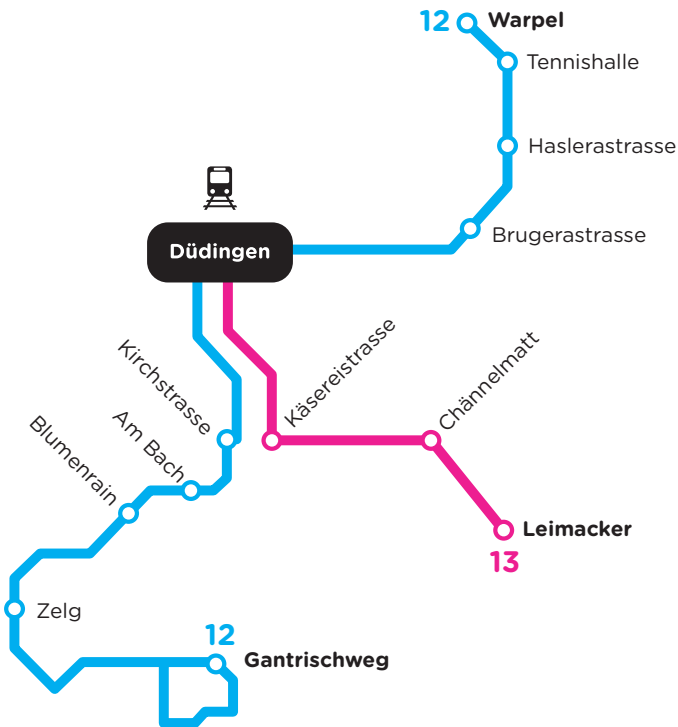 12 Warpel
Tennishalle
Haslerastrasse
Brugerastrasse
Düdingen
Kirchstrasse
Käsereistrasse
Chännelmatt
Am Bach
Blumenrain
Leimacker
13
Zelg
12
Gantrischweg